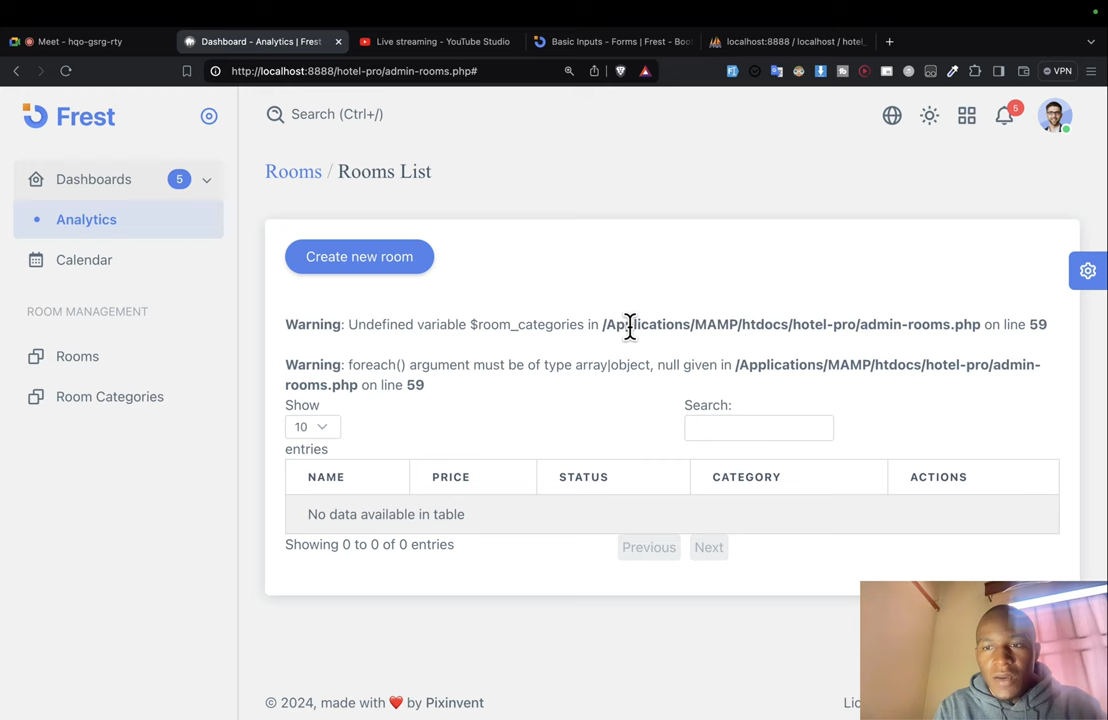 Meet - hqo-gsrg-rty
Dashboard - Analytics | Frest
Live streaming - YouTube Studio
Basic Inputs - Forms | Frest - Boo
localhost:8888 / localhost / hotel_
http://localhost:8888/hotel-pro/admin-rooms.php#
VPN
Frest
Search (Ctrl+/)
5
Dashboards
5
Analytics
Calendar
ROOM MANAGEMENT
Rooms
Room Categories
Rooms / Rooms List
Create new room
Warning: Undefined variable $room_categories in /Applications/MAMP/htdocs/hotel-pro/admin-rooms.php on line 59
Warning: foreach() argument must be of type array|object, null given in /Applications/MAMP/htdocs/hotel-pro/admin-
rooms.php on line 59
Show
10
entries
Search:
NAME PRICE STATUS CATEGORY ACTIONS
No data available in table
Showing 0 to 0 of 0 entries
Previous Next
© 2024, made with ❤️ by Pixinvent
Lic